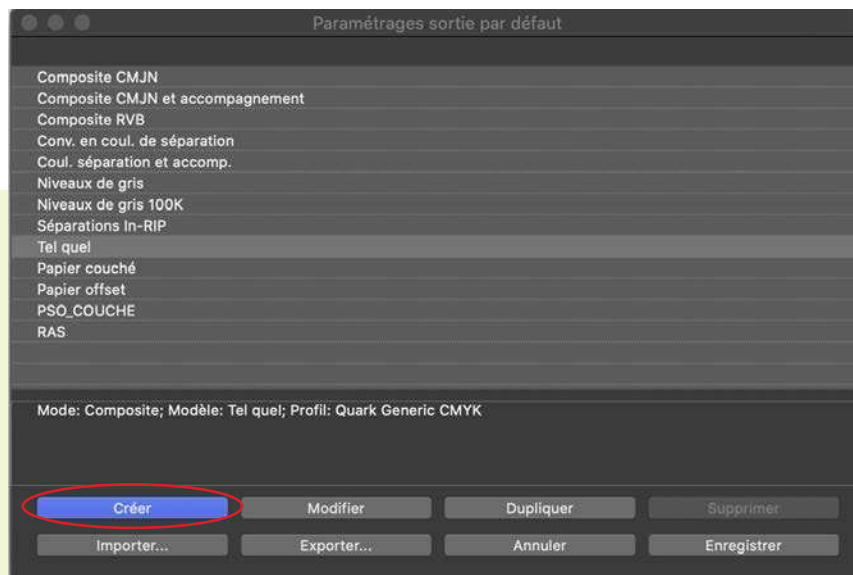 Paramétrages sortie par défaut
Composite CMJN
Composite CMJN et accompagnement
Composite RVB
Conv. en coul. de séparation
Coul. séparation et accomp.
Niveaux de gris
Niveaux de gris 100K
Séparations In-RIP
Tel quel
Papier couché
Papier offset
PSO_COUCHE
RAS
Mode: Composite; Modèle: Tel quel; Profil: Quark Generic CMYK
Créer Modifier Dupliquer Supprimer
Importer... Exporter... Annuler Enregistrer